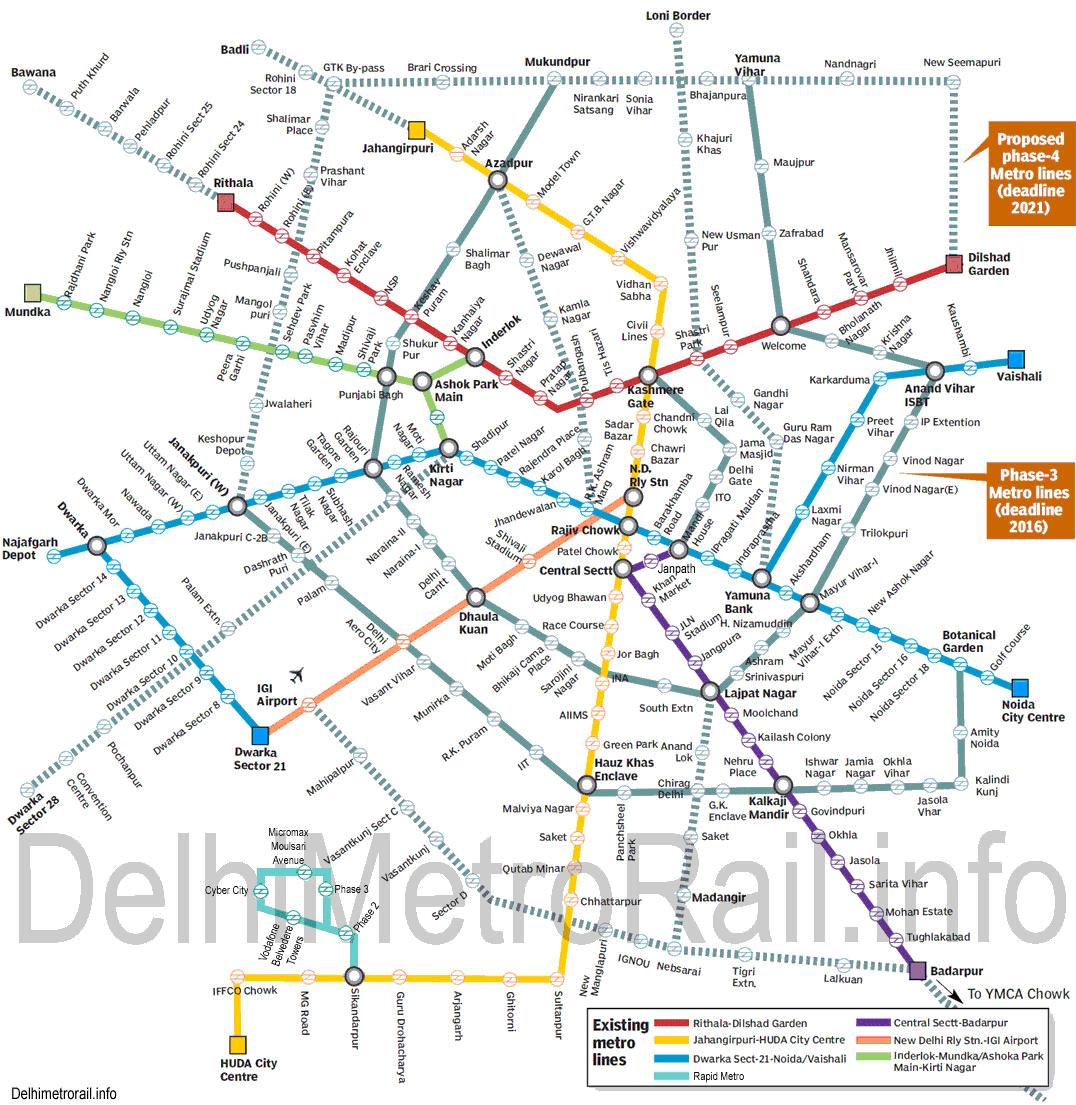 Loni Border
Badli
Bawana
Puth Khurd
Barwala
Pehladpur
Rohini Sect 25
Rohini Sect 24
Rithala
Rohini
Sector 18
GTK By-pass
Brari Crossing
Mukundpur
Nirankari
Satsang
Sonia
Vihar
Bhajanpura
Yamuna
Vihar
Nandnagri
New Seemapuri
Shalimar
Place
Jahangirpuri
Adarsh
Nagar
Azadpur
Model Town
G.T.B. Nagar
Vishwavidyalaya
Khajuri
Khas
Maujpur
Proposed
phase-4
Metro lines
(deadline
2021)
Prashant
Vihar
Rohini (W)
Rohini (E)
Pitampura
Kohat
Enclave
NSP
Keshav
Puram
Kanhaiya
Nagar
Inderlok
Shalimar
Bagh
Dewawal
Nagar
Kamla
Nagar
Vidhan
Sabha
Civil
Lines
New Usman
Pur
Zafrabad
Seelampur
Shastri
Park
Shahdara
Mansarovar
Park
Jhilmil
Dilshad
Garden
Mundka
Rajdhani Park
Nangloi Rly Stn
Nangloi
Surajmal Stadium
Udyog
Nagar
Peera
Garhi
Pushpanjali
Mangol
puri
Sehdev Park
Pasvhim
Vihar
Madipur
Shivaji
Park
Shukur
Pur
Punjabi Bagh
Ashok Park
Main
Shastri
Nagar
Pratap
Nagar
Pulbangash
Tis Hazari
Kashmere
Gate
Welcome
Bholanath
Nagar
Krishna
Nagar
Kaushambi
Vaishali
Karkarduma
Anand Vihar
ISBT
Gandhi
Nagar
Lal
Qila
Chandni
Chowk
Guru Ram
Das Nagar
Preet
Vihar
IP Extention
Jwalaheri
Keshopur
Depot
Janakpuri (W)
Uttam Nagar (E)
Uttam Nagar (W)
Nawada
Dwarka Mor
Dwarka
Najafgarh
Depot
Tagore
Garden
Rajouri
Garden
Moti
Nagar
Ramesh
Nagar
Kirti
Nagar
Shadipur
Patel Nagar
Rajendra Place
Karol Bagh
Jhandewalan
Sadar
Bazar
Chawri
Bazar
R.K. Ashram
Marg
N.D.
Rly Stn
Jama
Masjid
Delhi
Gate
ITO
Nirman
Vihar
Vinod Nagar
Vinod Nagar(E)
Phase-3
Metro lines
(deadline
2016)
Laxmi
Nagar
Trilokpuri
Janakpuri C-2B
Janakpuri (E)
Tilak
Nagar
Subhash
Nagar
Dashrath
Puri
Palam
Palam Extn.
Naraina-II
Naraina-I
Delhi
Cantt
Shivaji
Stadium
Rajiv Chowk
Patel Chowk
Barakhamba
Road
Mandi
House
IPragati Maidan
Indraprastha
Yamuna
Bank
Akshardham
Mayur Vihar-I
New Ashok Nagar
Central Sectt
Janpath
Khan
Market
Udyog Bhawan
Race Course
JLN
Stadium
Jangpura
H. Nizamuddin
Mayur
Vihar-I Extn
Noida Sector 15
Noida Sector 16
Noida Sector 18
Botanical
Garden
Golf Course
Noida
City Centre
Dwarka Sector 14
Dwarka Sector 13
Dwarka Sector 12
Dwarka Sector 11
Dwarka Sector 10
Dwarka Sector 9
Dwarka Sector 8
Dwarka
Sector 21
IGI
Airport
Delhi
Aero City
Dhaula
Kuan
Moti Bagh
Bhikaji Cama
Place
Sarojini
Nagar
INA
Jor Bagh
South Extn
Lajpat Nagar
Ashram
Srinivaspuri
Vasant Vihar
Munirka
R.K. Puram
IIT
AIIMS
Green Park
Hauz Khas
Enclave
Moolchand
Kailash Colony
Nehru
Place
Kalkaji
Mandir
Anand
Lok
Chirag
Delhi
G.K.
Enclave
Panchsheel
Park
Ishwar
Nagar
Jamia
Nagar
Okhla
Vihar
Jasola
Vhar
Kalindi
Kunj
Amity
Noida
Pochanpur
Convention
Centre
Dwarka
Sector 28
Mahipalpur
Vasantkunj Sect C
Vasantkunj
Sector D
Malviya Nagar
Saket
Qutab Minar
Chhattarpur
Saket
Madangir
Govindpuri
Okhla
Jasola
Sarita Vihar
Mohan Estate
Tughlakabad
Badarpur
To YMCA Chowk
DelhiMetroRail.info
Micromax
Moulsari
Avenue
Cyber City
Phase 3
Phase 2
Vodafone
Belvedere
Towers
New
Manglapuri
IGNOU
Nebsarai
Tigri
Extn.
Lalkuan
IFFCO Chowk
MG Road
Sikandarpur
Guru Drohacharya
Arjangarh
Ghitorni
Sultanpur
HUDA City
Centre
Existing
metro
lines
Rithala-Dilshad Garden
Jahangirpuri-HUDA City Centre
Dwarka Sect-21-Noida/Vaishali
Rapid Metro
Central Sectt-Badarpur
New Delhi Rly Stn.-IGI Airport
Inderlok-Mundka/Ashoka Park
Main-Kirti Nagar
Delhimetrorail.info